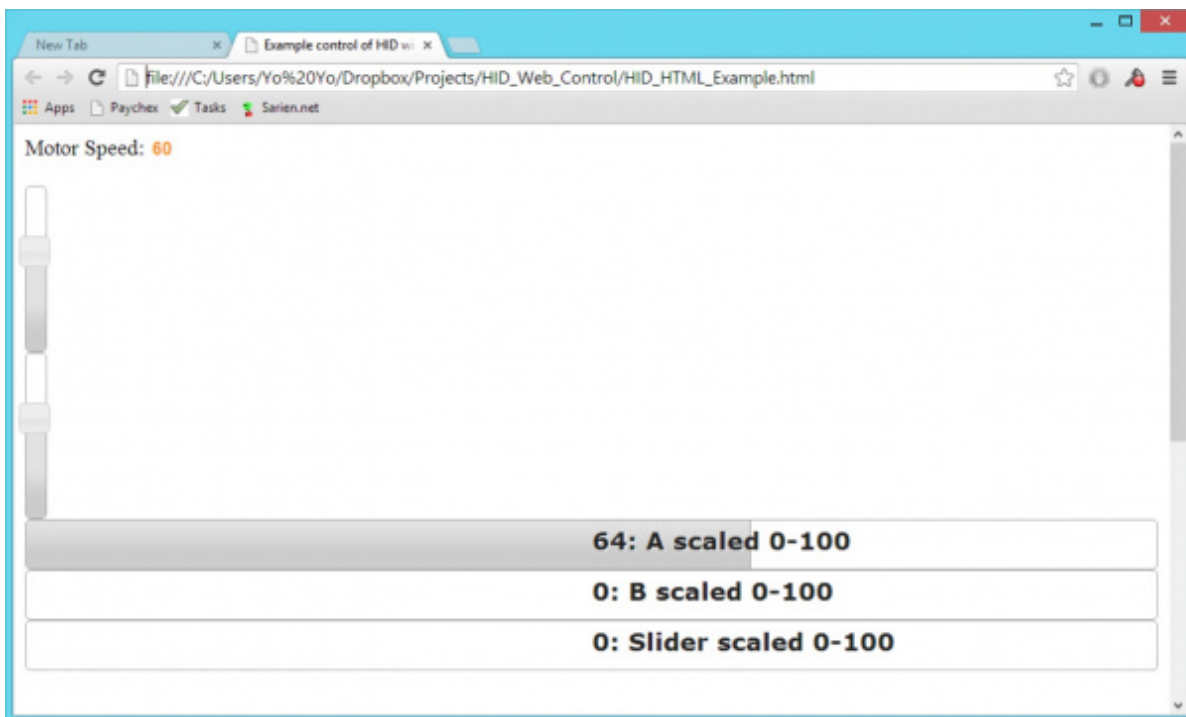 New Tab
Example control of HID wi
file:///C:/Users/Yo%20Yo/Dropbox/Projects/HID_Web_Control/HID_HTML_Example.html
Apps Paychex Tasks Sarien.net
Motor Speed: 60
64: A scaled 0-100
0: B scaled 0-100
0: Slider scaled 0-100